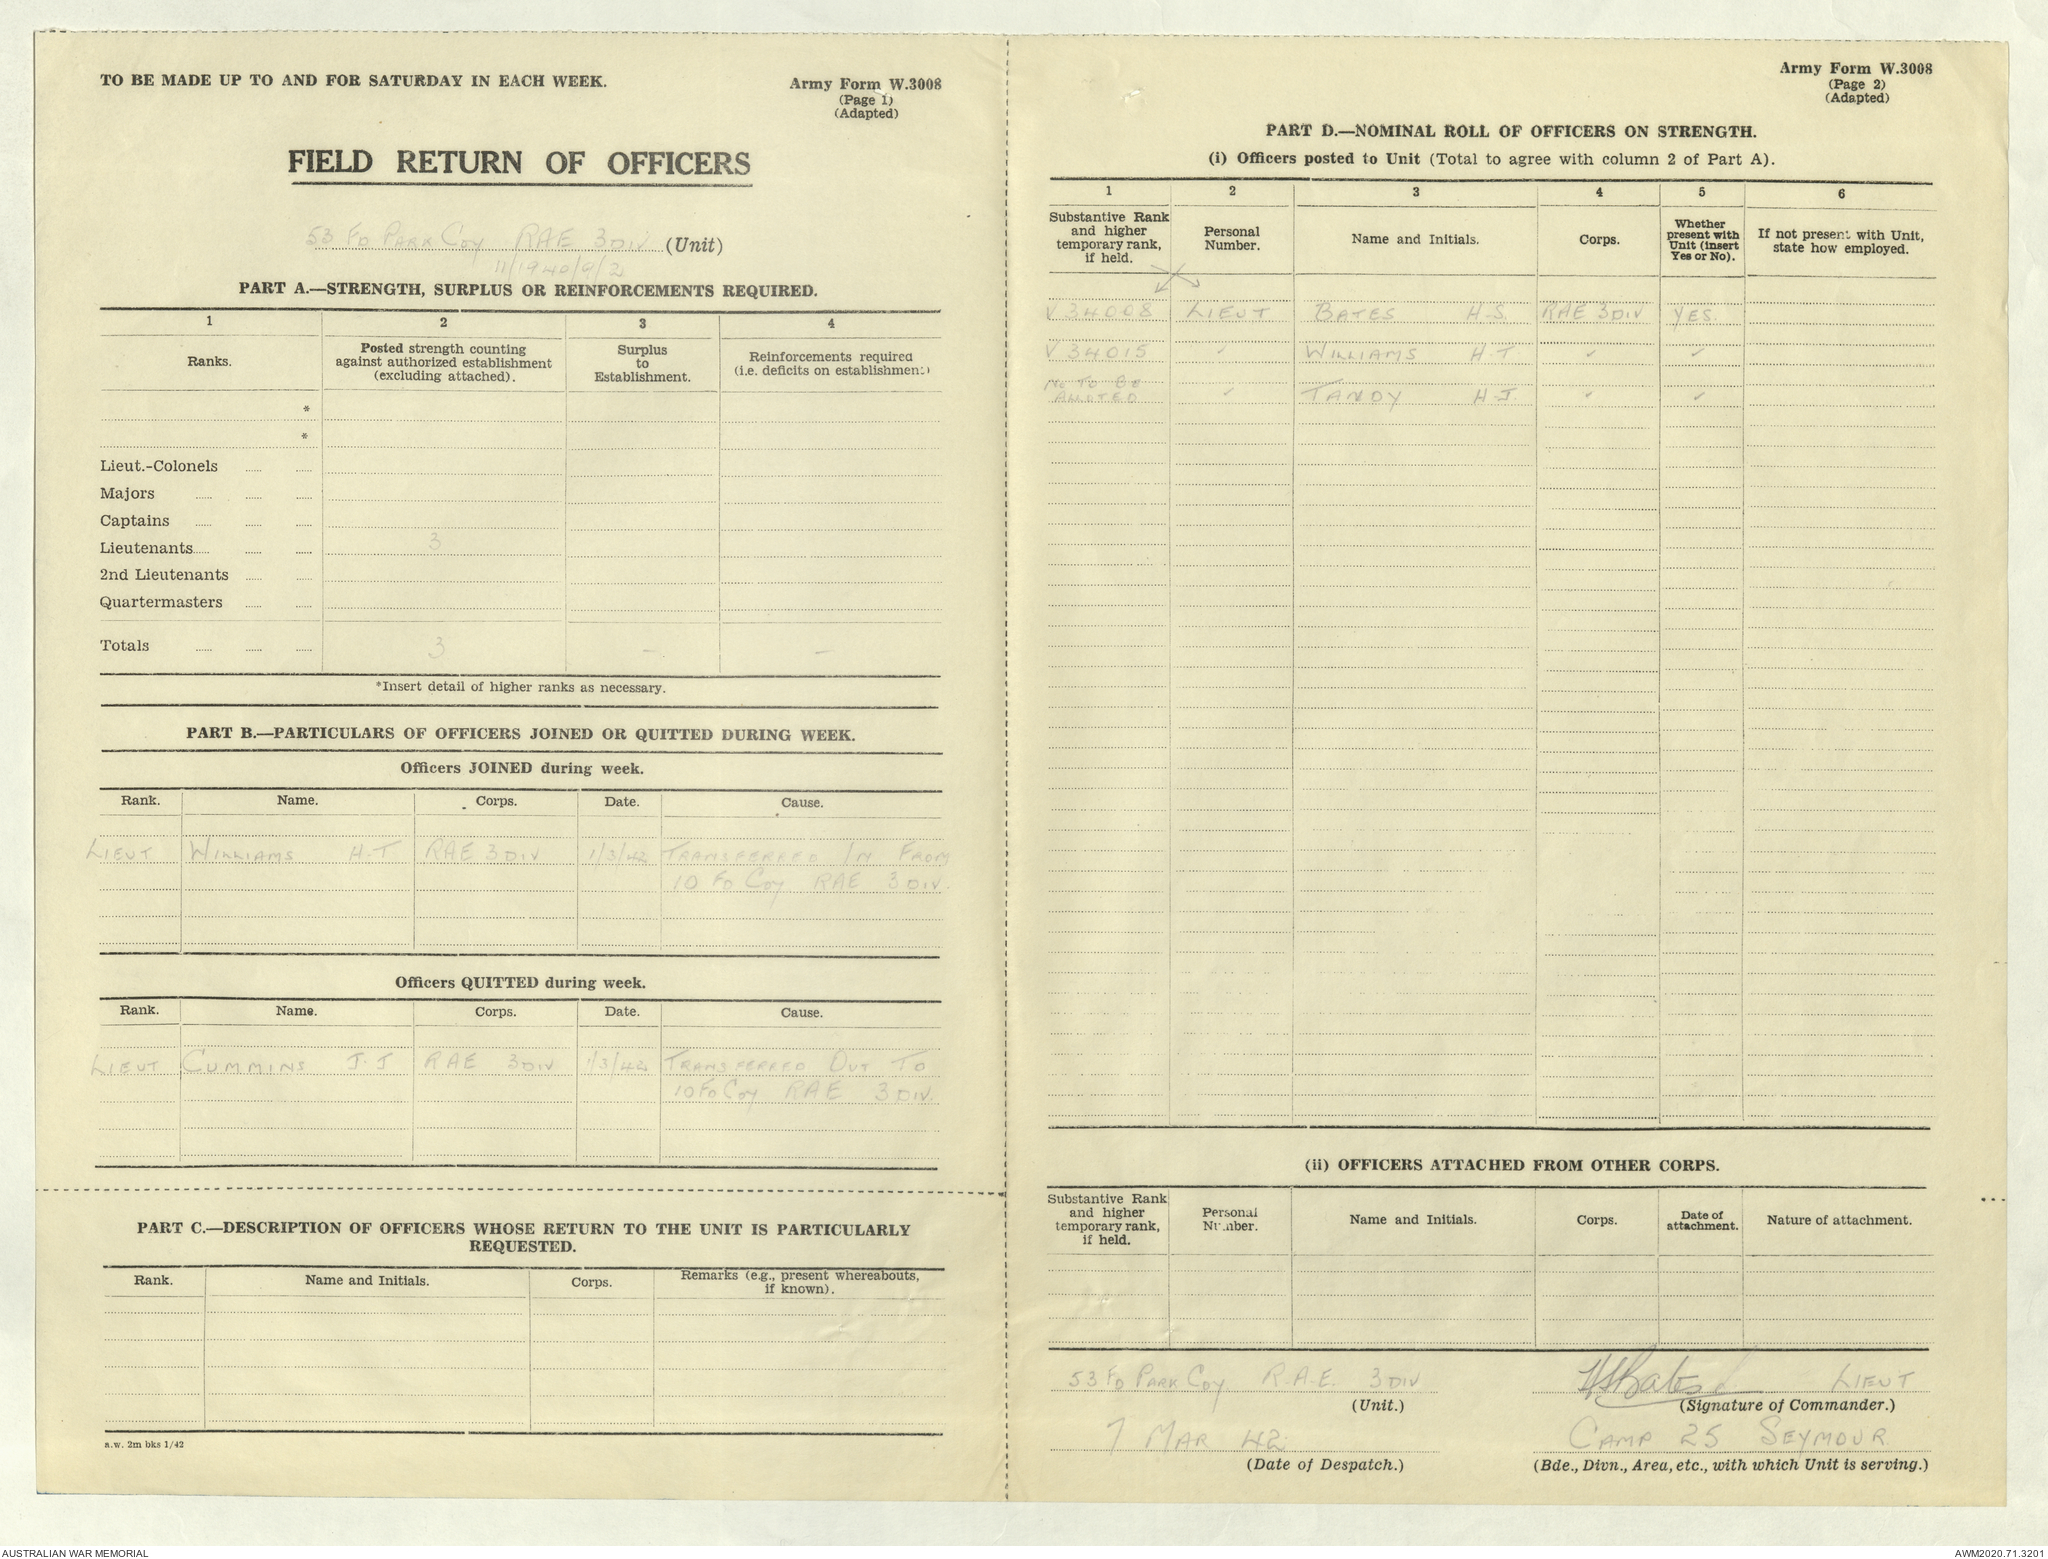 TO BE MADE UP TO AND FOR SATURDAY IN EACH WEEK.
Army Form W.3008
(Page 1)
(Adapted)
FIELD RETURN OF OFFICERS
53 FD PARK COY RAE 3 DIV (Unit)
11/1940/9/2
PART A.—STRENGTH, SURPLUS OR REINFORCEMENTS REQUIRED.
1 2 3 4
Ranks.
Posted strength counting
against authorized establishment
(excluding attached).
Surplus
to
Establishment.
Reinforcements required
(i.e. deficits on establishment)
*
*
Lieut.-Colonels ...... ......
Majors ...... ...... ......
Captains ...... ...... ......
Lieutenants...... ...... ...... 3
2nd Lieutenants ...... ......
Quartermasters ...... ......
Totals ...... ...... ...... 3 - -
*Insert detail of higher ranks as necessary.
PART B.—PARTICULARS OF OFFICERS JOINED OR QUITTED DURING WEEK.
Officers JOINED during week.
Rank. Name. Corps. Date. Cause.
LIEUT WILLIAMS H.T RAE 3 DIV 1/3/42 TRANSFERRED IN FROM
10 FD COY RAE 3 DIV.
Officers QUITTED during week.
Rank. Name. Corps. Date. Cause.
LIEUT CUMMINS J.J RAE 3 DIV 1/3/42 TRANSFERRED OUT TO
10 FD COY RAE 3 DIV.
PART C.—DESCRIPTION OF OFFICERS WHOSE RETURN TO THE UNIT IS PARTICULARLY
REQUESTED.
Rank. Name and Initials. Corps.
Remarks (e.g., present whereabouts,
if known).
a.w. 2m bks 1/42
Army Form W.3008
(Page 2)
(Adapted)
PART D.—NOMINAL ROLL OF OFFICERS ON STRENGTH.
(i) Officers posted to Unit (Total to agree with column 2 of Part A).
1 2 3 4 5 6
Substantive Rank
and higher
temporary rank,
if held.
Personal
Number.
Name and Initials.
Corps.
Whether
present with
Unit (insert
Yes or No).
If not present with Unit,
state how employed.
V 34008 LIEUT BATES H.S. RAE 3 DIV YES.
V 34015 ✓ WILLIAMS H.T ✓ ✓
No TO BE
ALLOTED ✓ TANDY H.J. ✓ ✓
(ii) OFFICERS ATTACHED FROM OTHER CORPS.
Substantive Rank
and higher
temporary rank,
if held.
Personal
Number.
Name and Initials.
Corps.
Date of
attachment.
Nature of attachment.
53 FD PARK COY R.A.E. 3 DIV
(Unit.)
HSBates LIEUT
(Signature of Commander.)
7 MAR 42
(Date of Despatch.)
CAMP 25 SEYMOUR
(Bde., Divn., Area, etc., with which Unit is serving.)
AUSTRALIAN WAR MEMORIAL
AWM2020.71.3201